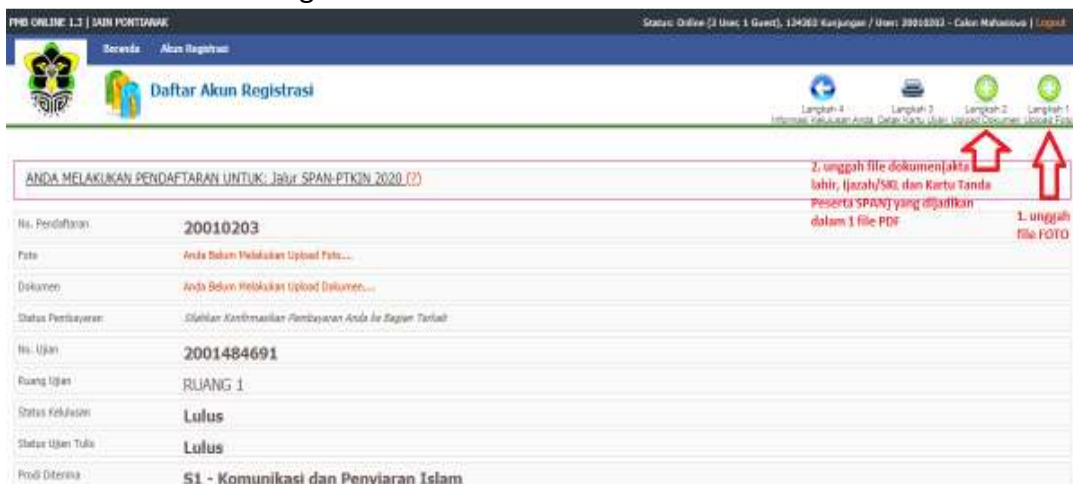 PMB ONLINE 1.3 | IAIN PONTIANAK
Status: Online (3 User, 1 Guest), 124303 Kunjungan / User: 20010203 - Calon Mahasiswa | Logout
Beranda Akun Registrasi
Daftar Akun Registrasi
Langkah 4 Langkah 3 Langkah 2 Langkah 1
Informasi Kelulusan Anda Cetak Kartu Ujian Upload Dokumen Upload Foto
ANDA MELAKUKAN PENDAFTARAN UNTUK: Jalur SPAN-PTKIN 2020 (?)
2. unggah file dokumen(akta
lahir, Ijazah/SKL dan Kartu Tanda
Peserta SPAN) yang dijadikan
dalam 1 file PDF
1. unggah
file FOTO
No. Pendaftaran 20010203
Foto Anda Belum Melakukan Upload Foto....
Dokumen Anda Belum Melakukan Upload Dokumen....
Status Pembayaran Silahkan Konfirmasikan Pembayaran Anda ke Bagian Terkait
No. Ujian 2001484691
Ruang Ujian RUANG 1
Status Kelulusan Lulus
Status Ujian Tulis Lulus
Prodi Diterima S1 - Komunikasi dan Penyiaran Islam